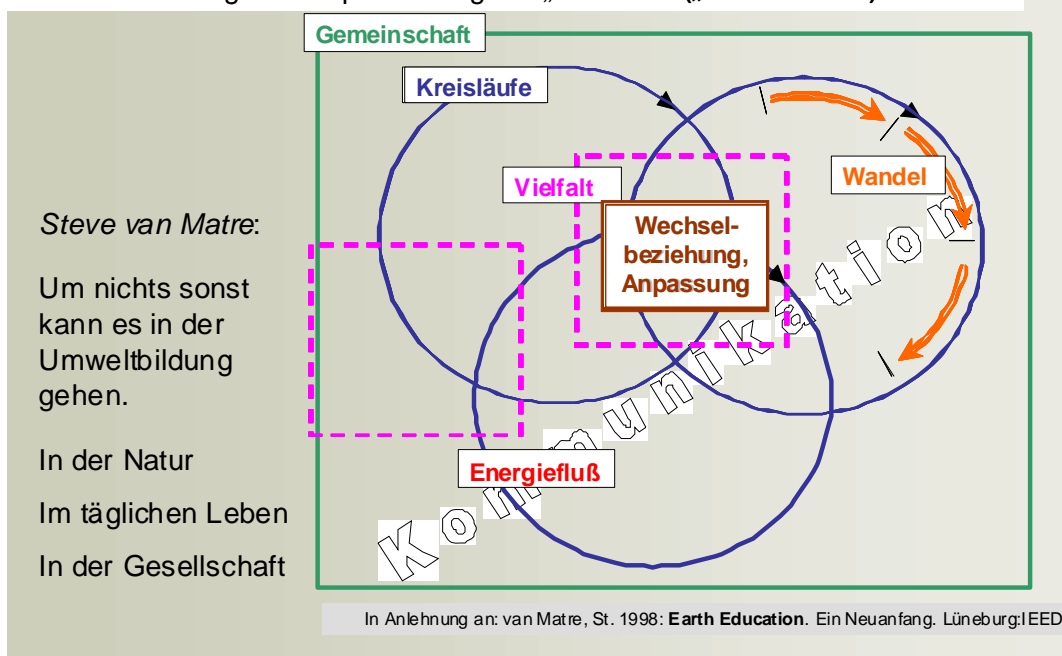 Gemeinschaft
Kreisläufe
Vielfalt
Wandel
Wechsel-
beziehung,
Anpassung
Energiefluß
Kommunikation
Steve van Matre:
Um nichts sonst
kann es in der
Umweltbildung
gehen.
In der Natur
Im täglichen Leben
In der Gesellschaft
In Anlehnung an: van Matre, St. 1998: Earth Education. Ein Neuanfang. Lüneburg:IEED